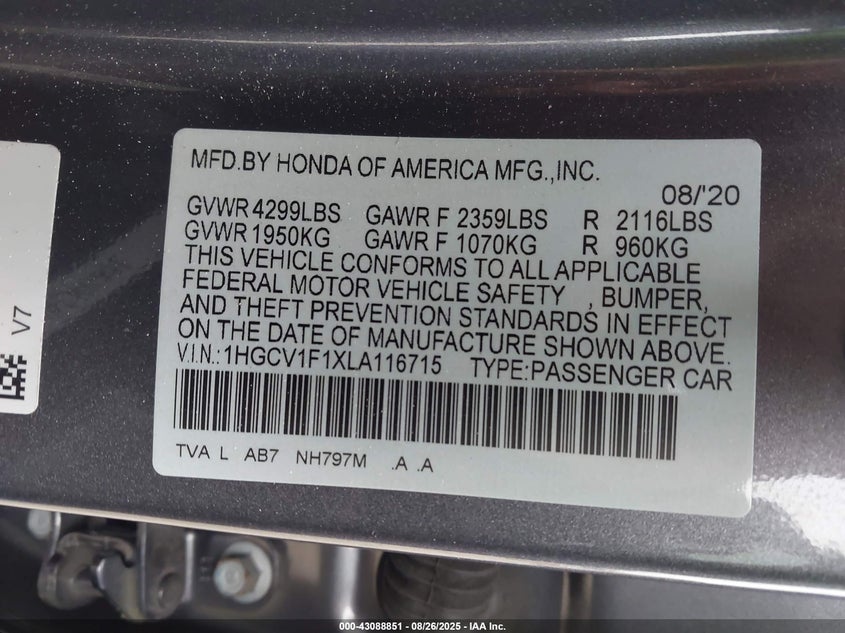 MFD.BY HONDA OF AMERICA MFG.,INC.
08/'20
GVWR 4299LBS GAWR F 2359LBS R 2116LBS
GVWR 1950KG GAWR F 1070KG R 960KG
THIS VEHICLE CONFORMS TO ALL APPLICABLE
FEDERAL MOTOR VEHICLE SAFETY , BUMPER,
AND THEFT PREVENTION STANDARDS IN EFFECT
ON THE DATE OF MANUFACTURE SHOWN ABOVE.
V.I.N.:1HGCV1F1XLA116715 TYPE:PASSENGER CAR
TVA L AB7 NH797M .A .A
V7
000-43088851 - 08/26/2025 - IAA Inc.